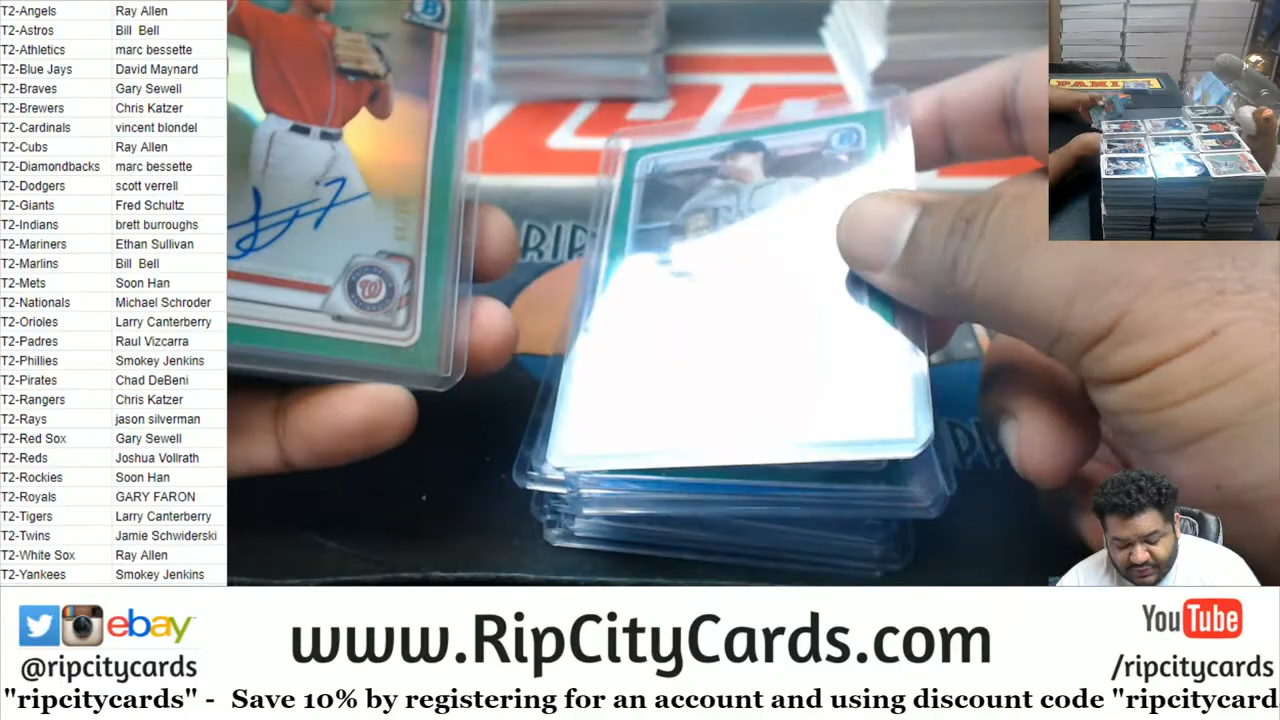 T2-Angels Ray Allen
T2-Astros Bill Bell
T2-Athletics marc bessette
T2-Blue Jays David Maynard
T2-Braves Gary Sewell
T2-Brewers Chris Katzer
T2-Cardinals vincent blondel
T2-Cubs Ray Allen
T2-Diamondbacks marc bessette
T2-Dodgers scott verrell
T2-Giants Fred Schultz
T2-Indians brett burroughs
T2-Mariners Ethan Sullivan
T2-Marlins Bill Bell
T2-Mets Soon Han
T2-Nationals Michael Schroder
T2-Orioles Larry Canterberry
T2-Padres Raul Vizcarra
T2-Phillies Smokey Jenkins
T2-Pirates Chad DeBeni
T2-Rangers Chris Katzer
T2-Rays jason silverman
T2-Red Sox Gary Sewell
T2-Reds Joshua Vollrath
T2-Rockies Soon Han
T2-Royals GARY FARON
T2-Tigers Larry Canterberry
T2-Twins Jamie Schwiderski
T2-White Sox Ray Allen
T2-Yankees Smokey Jenkins
B
W
RIP
PANINI
ebay
@ripcitycards
www.RipCityCards.com
YouTube
/ripcitycards
"ripcitycards" - Save 10% by registering for an account and using discount code "ripcitycard